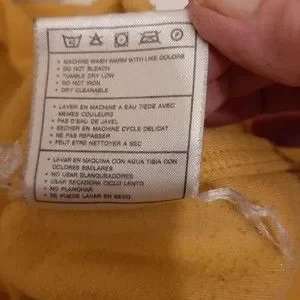 • MACHINE WASH WARM WITH LIKE COLORS
• DO NOT BLEACH
• TUMBLE DRY LOW
• DO NOT IRON
• DRY CLEANABLE
• LAVER EN MACHINE A EAU TIEDE AVEC
MEMES COULEURS
• PAS D'EAU DE JAVEL
• SECHER EN MACHINE CYCLE DELICAT
• NE PAS REPASSER
• PEUT ETRE NETTOYER A SEC
• LAVAR EN MAQUINA CON AGUA TIBIA CON
COLORES SIMILARES
• NO USAR BLANQUEADORES
• USAR SECADORA CICLO LENTO
• NO PLANCHAR
• SE PUEDE LAVAR EN SECO